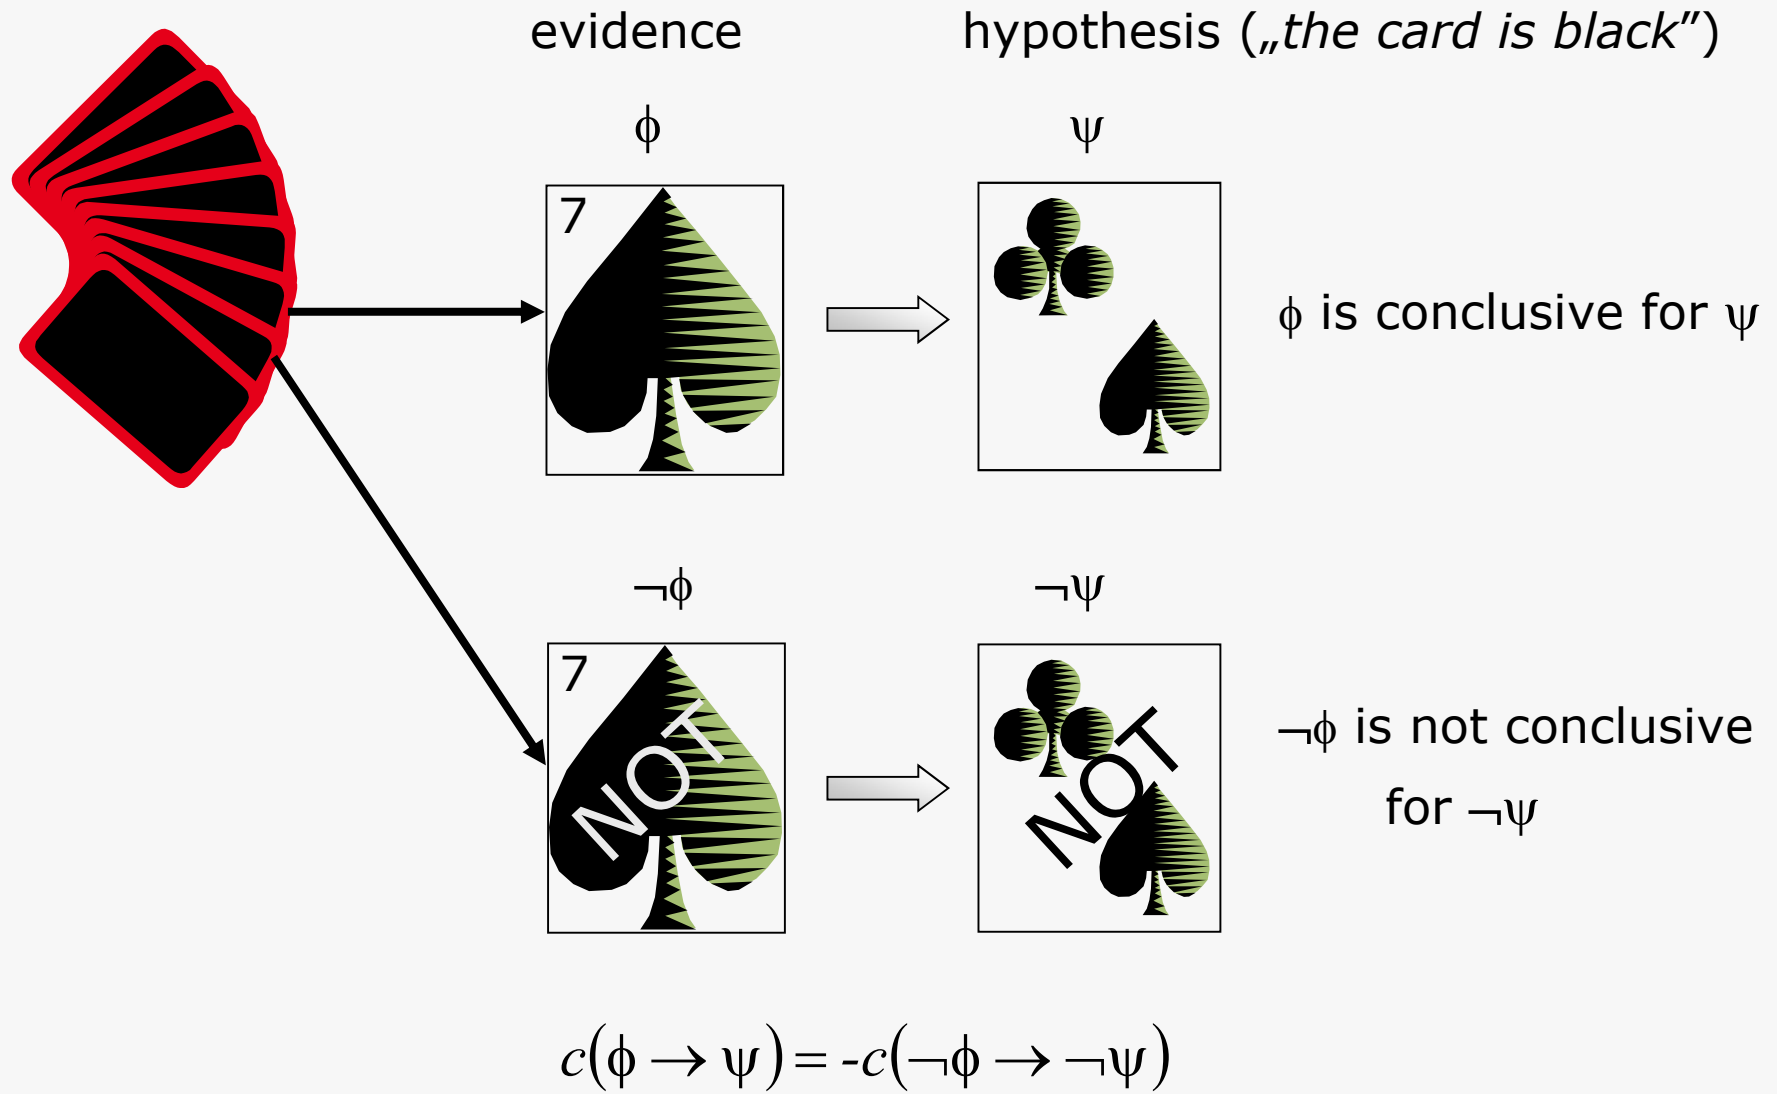 evidence hypothesis („the card is black”)
ϕ ψ
7
ϕ is conclusive for ψ
¬ϕ ¬ψ
7
NOT
NOT
¬ϕ is not conclusive
for ¬ψ
c(ϕ → ψ) = -c(¬ϕ → ¬ψ)